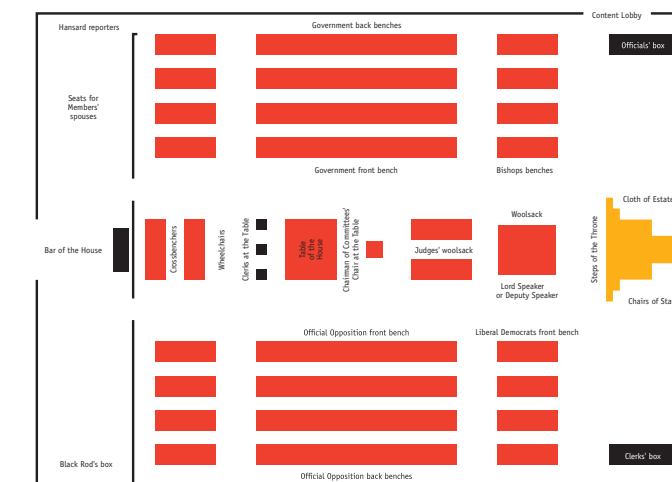 Content Lobby
Hansard reporters
Government back benches
Officials' box
Seats for
Members'
spouses
Government front bench
Bishops benches
Cloth of Estate
Woolsack
Bar of the House
Crossbenchers
Wheelchairs
Clerks at the Table
Table
of the
House
Chairman of Committees'
Chair at the Table
Judges' woolsack
Steps of the Throne
Lord Speaker
or Deputy Speaker
Chairs of Sta
Official Opposition front bench
Liberal Democrats front bench
Clerks' box
Black Rod's box
Official Opposition back benches